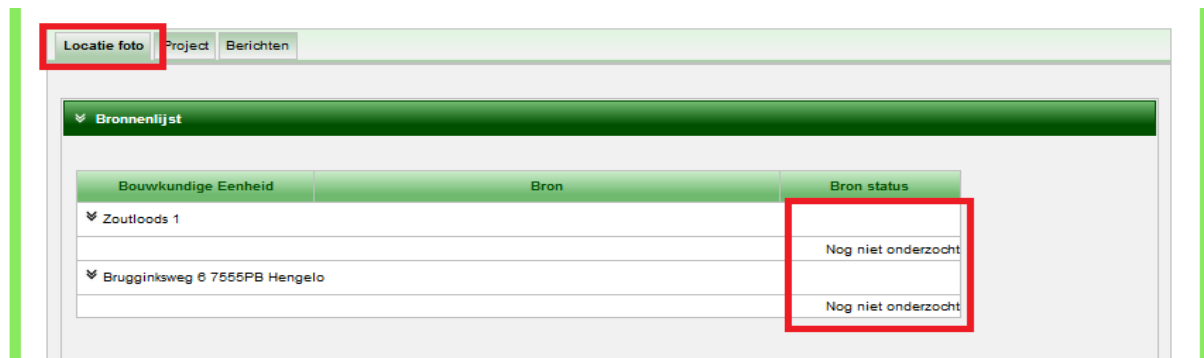 Locatie foto Project Berichten
Bronnenlijst
Bouwkundige Eenheid Bron Bron status
Zoutloods 1
Nog niet onderzocht
Brugginksweg 6 7555PB Hengelo
Nog niet onderzocht